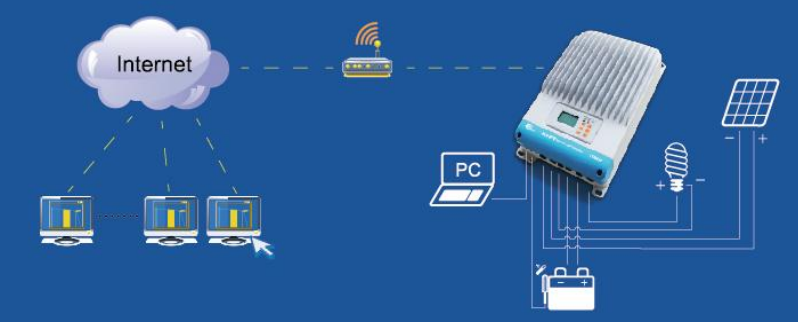 Internet
PC
- +
+ -
- +